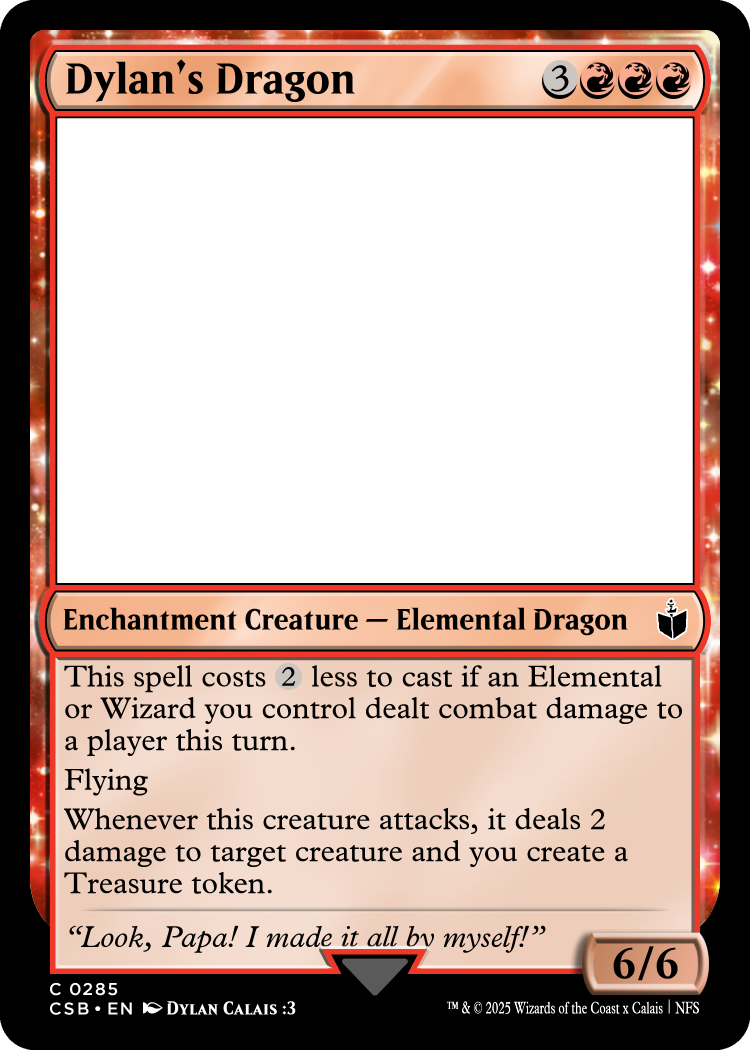 Dylan's Dragon 3
Enchantment Creature — Elemental Dragon
This spell costs 2 less to cast if an Elemental
or Wizard you control dealt combat damage to
a player this turn.
Flying
Whenever this creature attacks, it deals 2
damage to target creature and you create a
Treasure token.
“Look, Papa! I made it all by myself!”
6/6
C 0285
CSB • EN Dylan Calais :3
™ & © 2025 Wizards of the Coast x Calais | NFS